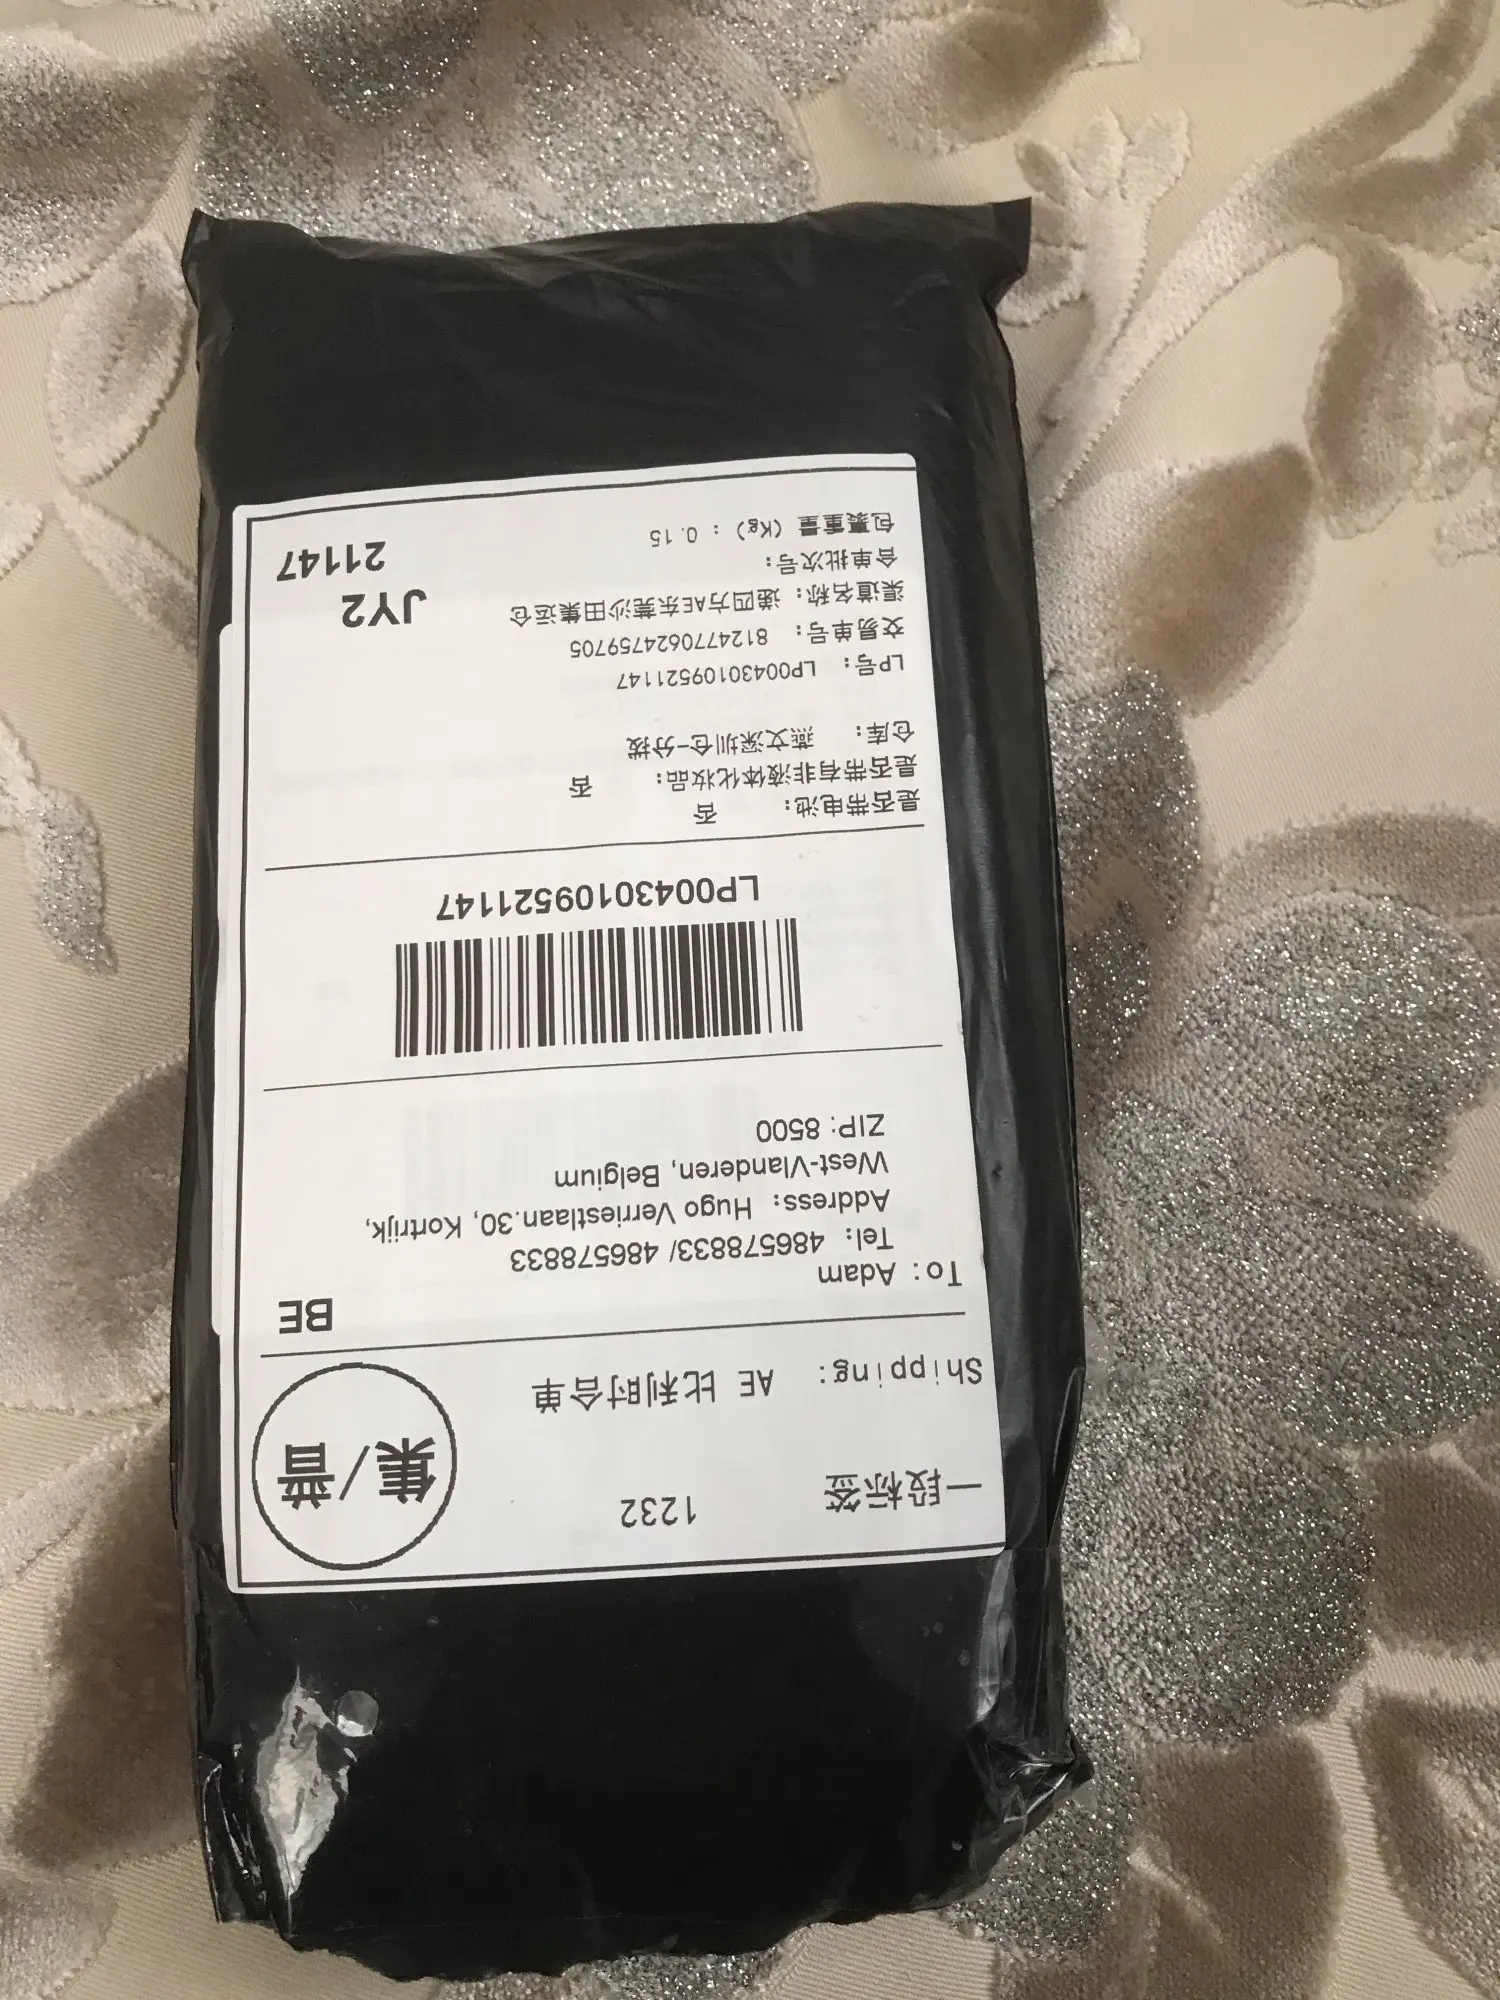 一段标签 1232
集/普
Shipping: AE 比利时合单
BE
To: Adam
Tel: 486578833/ 486578833
Address: Hugo Verriestlaan.30, Kortrijk,
West-Vlanderen, Belgium
ZIP: 8500
LP00430109521147
是否带电池: 否
是否带有非液体化妆品: 否
仓库: 燕文深圳仓-分拨
LP号: LP00430109521147
交易单号: 8124770624759705
渠道名称: 递四方AE东莞沙田集运仓
合单批次号:
包裹重量 (Kg) : 0.15
JY2
21147